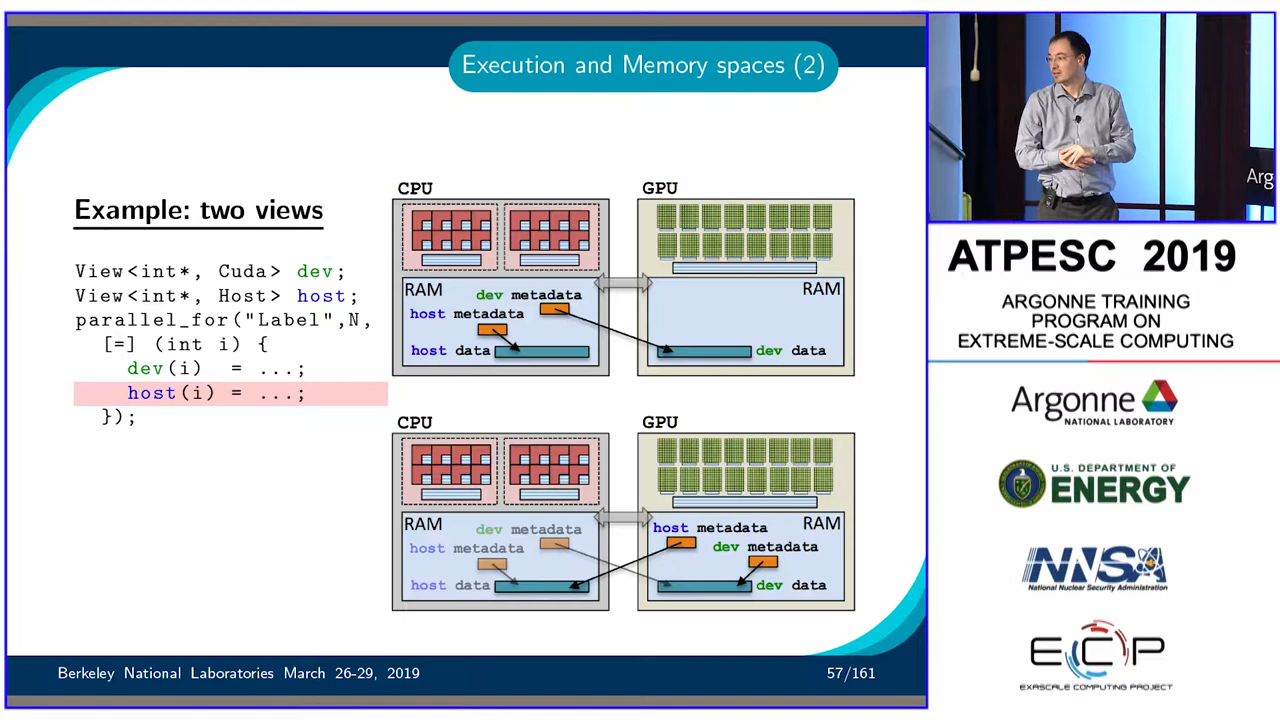 Execution and Memory spaces (2)
Example: two views
View<int*, Cuda> dev;
View<int*, Host> host;
parallel_for("Label",N,
[=] (int i) {
dev(i) = ...;
host(i) = ...;
});
CPU
GPU
RAM
dev metadata
host metadata
host data
RAM
dev data
CPU
GPU
RAM
dev metadata
host metadata
host data
host metadata
RAM
dev metadata
dev data
Berkeley National Laboratories March 26-29, 2019
57/161
Arg
ATPESC 2019
ARGONNE TRAINING
PROGRAM ON
EXTREME-SCALE COMPUTING
Argonne
NATIONAL LABORATORY
U.S. DEPARTMENT OF
ENERGY
NNSA
National Nuclear Security Administration
ECP
EXASCALE COMPUTING PROJECT